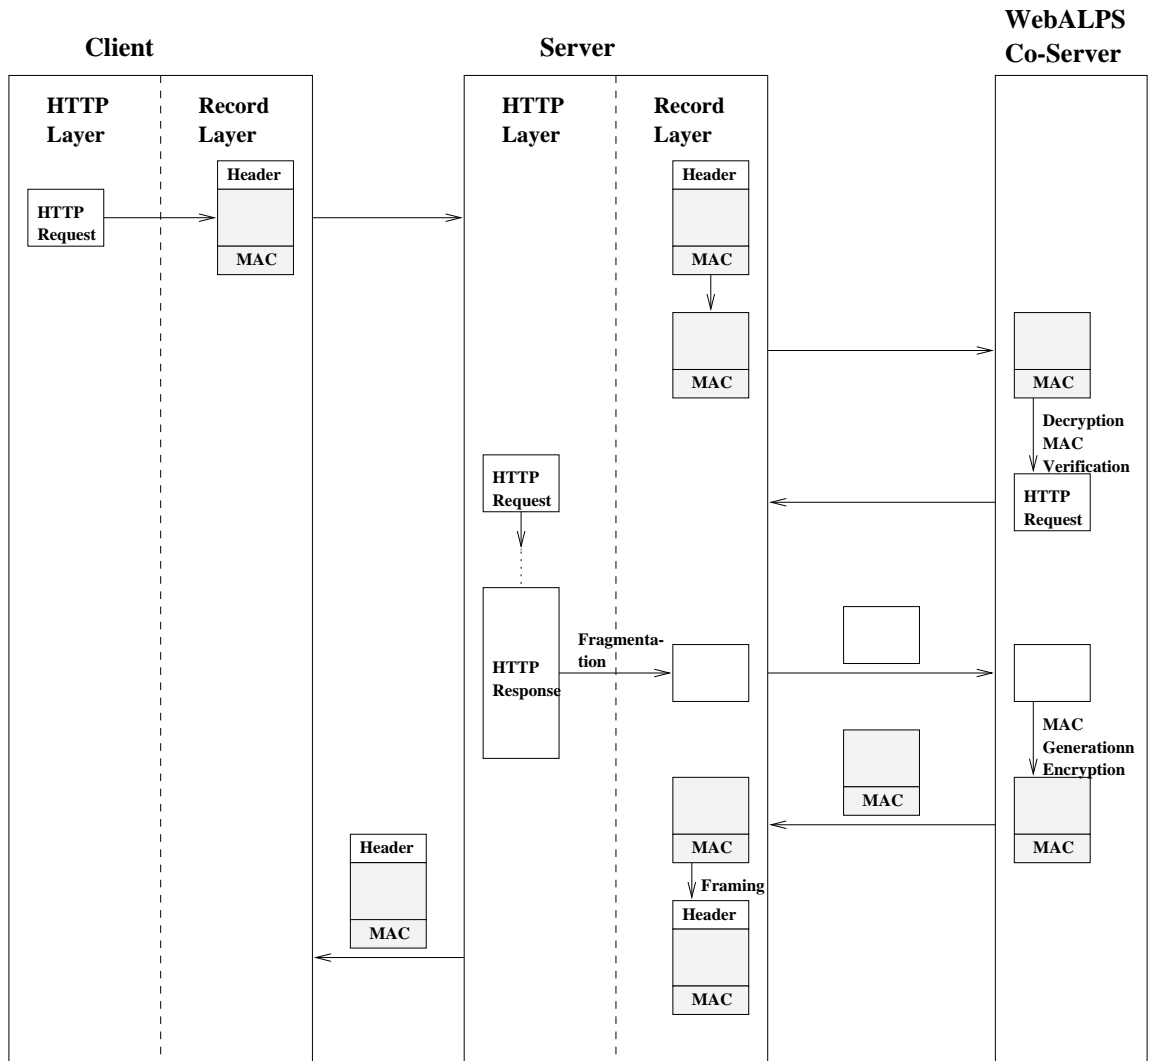 WebALPS
Co-Server
Client
Server
HTTP
Layer
Record
Layer
HTTP
Layer
Record
Layer
Header
MAC
HTTP
Request
Header
MAC
MAC
MAC
Decryption
MAC
Verification
HTTP
Request
HTTP
Request
HTTP
Response
Fragmenta-
tion
MAC
Generationn
Encryption
MAC
MAC
MAC
Header
MAC
Framing
Header
MAC